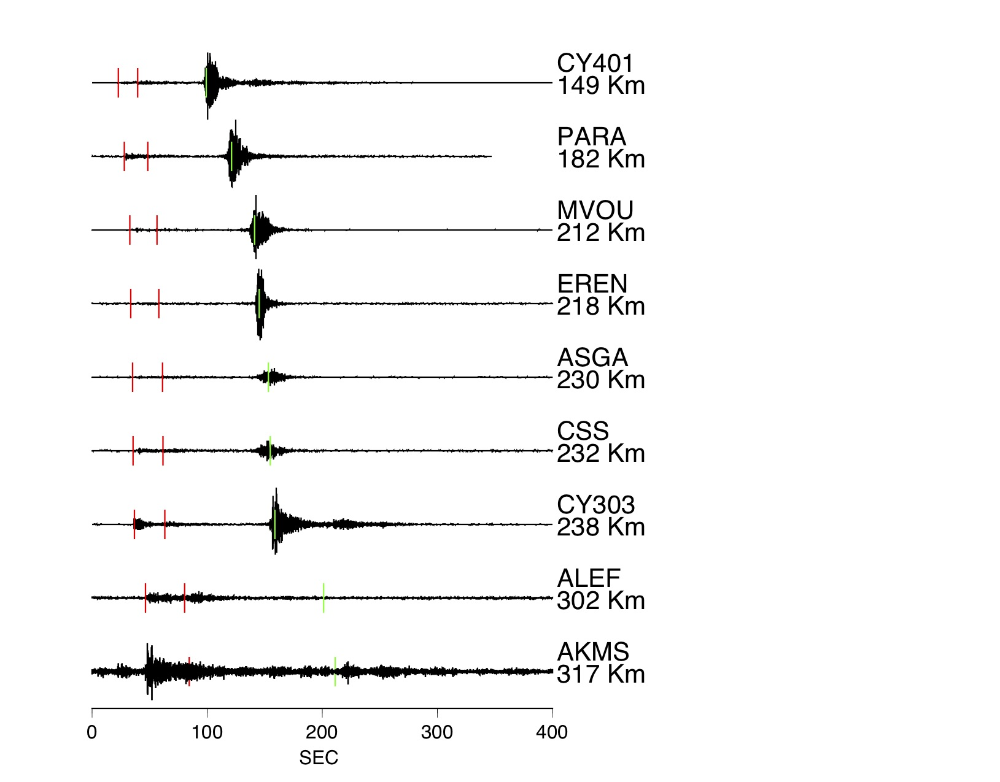 CY401
149 Km
PARA
182 Km
MVOU
212 Km
EREN
218 Km
ASGA
230 Km
CSS
232 Km
CY303
238 Km
ALEF
302 Km
AKMS
317 Km
0 100 200 300 400
SEC